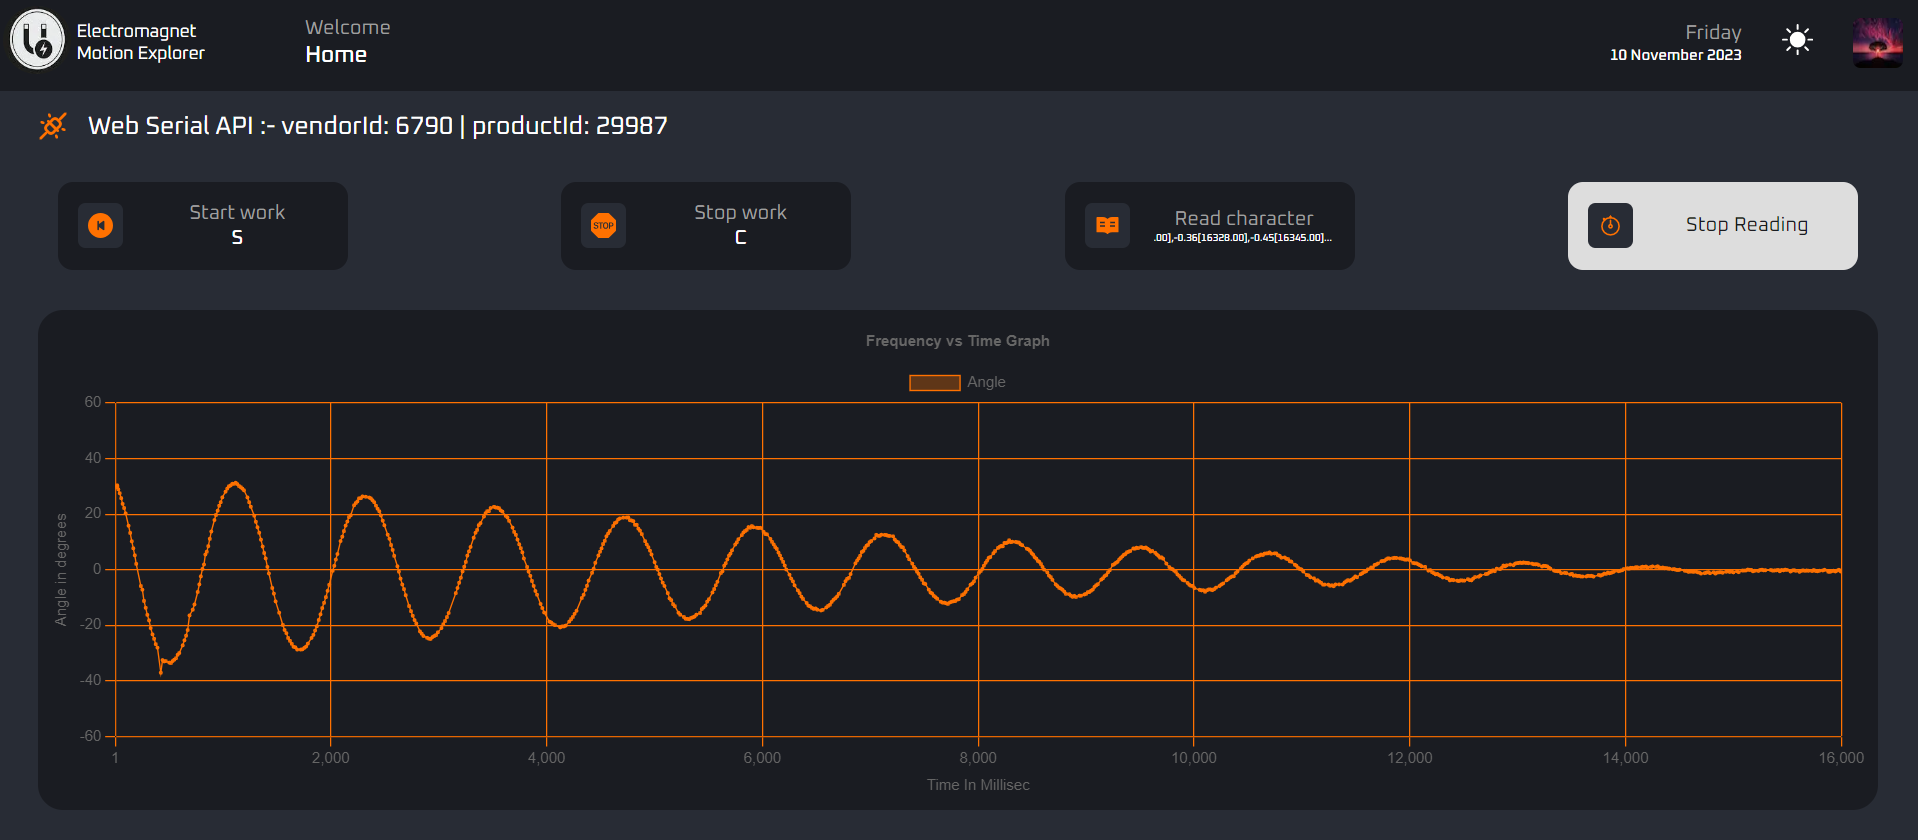 Electromagnet
Motion Explorer
Welcome
Home
Friday
10 November 2023
Web Serial API :- vendorId: 6790 | productId: 29987
Start work
S
STOP
Stop work
C
Read character
.00],-0.36[16328.00],-0.45[16345.00]...
Stop Reading
Frequency vs Time Graph
Angle
60
40
20
0
-20
-40
-60
Angle in degrees
1
2,000
4,000
6,000
8,000
10,000
12,000
14,000
16,000
Time In Millisec